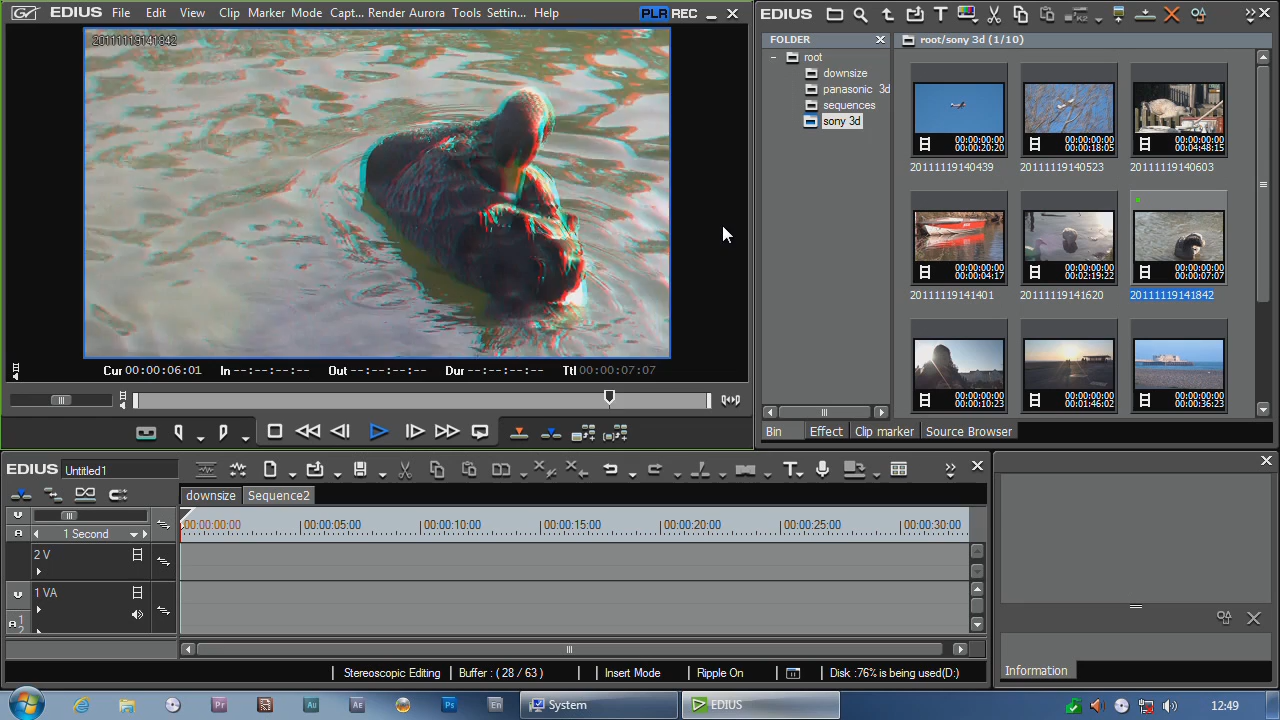 GV EDIUS File Edit View Clip Marker Mode Capt... Render Aurora Tools Settin... Help PLR REC
20111119141842
Cur 00:00:06:01 In --:--:--:-- Out --:--:--:-- Dur --:--:--:-- Ttl 00:00:07:07
EDIUS
FOLDER
root
downsize
panasonic 3d
sequences
sony 3d
root/sony 3d (1/10)
00:00:00:00
00:00:20:20
20111119140439
00:00:00:00
00:00:18:05
20111119140523
00:00:00:00
00:04:48:15
20111119140603
00:00:00:00
00:00:04:17
20111119141401
00:00:00:00
00:02:19:22
20111119141620
00:00:00:00
00:00:07:07
20111119141842
00:00:00:00
00:00:10:23
00:00:00:00
00:01:46:02
00:00:00:00
00:00:36:23
Bin Effect Clip marker Source Browser
EDIUS Untitled1
downsize Sequence2
00:00:00:00 00:00:05:00 00:00:10:00 00:00:15:00 00:00:20:00 00:00:25:00 00:00:30:00
1 Second
2 V
1 VA
1
2
Stereoscopic Editing Buffer : ( 28 / 63 ) Insert Mode Ripple On Disk :76% is being used(D:)
Information
Pr Au Ae Ps En System EDIUS 12:49